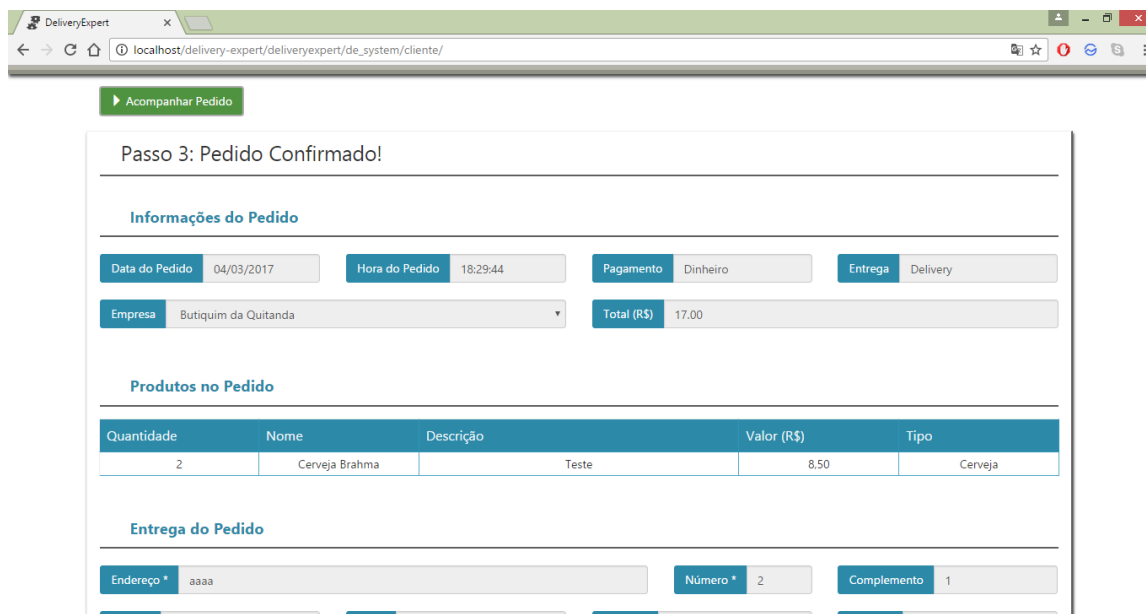 DeliveryExpert
localhost/delivery-expert/deliveryexpert/de_system/cliente/
Acompanhar Pedido
Passo 3: Pedido Confirmado!
Informações do Pedido
Data do Pedido 04/03/2017 Hora do Pedido 18:29:44 Pagamento Dinheiro Entrega Delivery
Empresa Butiquim da Quitanda Total (R$) 17.00
Produtos no Pedido
Quantidade Nome Descrição Valor (R$) Tipo
2 Cerveja Brahma Teste 8,50 Cerveja
Entrega do Pedido
Endereço * aaaa Número * 2 Complemento 1